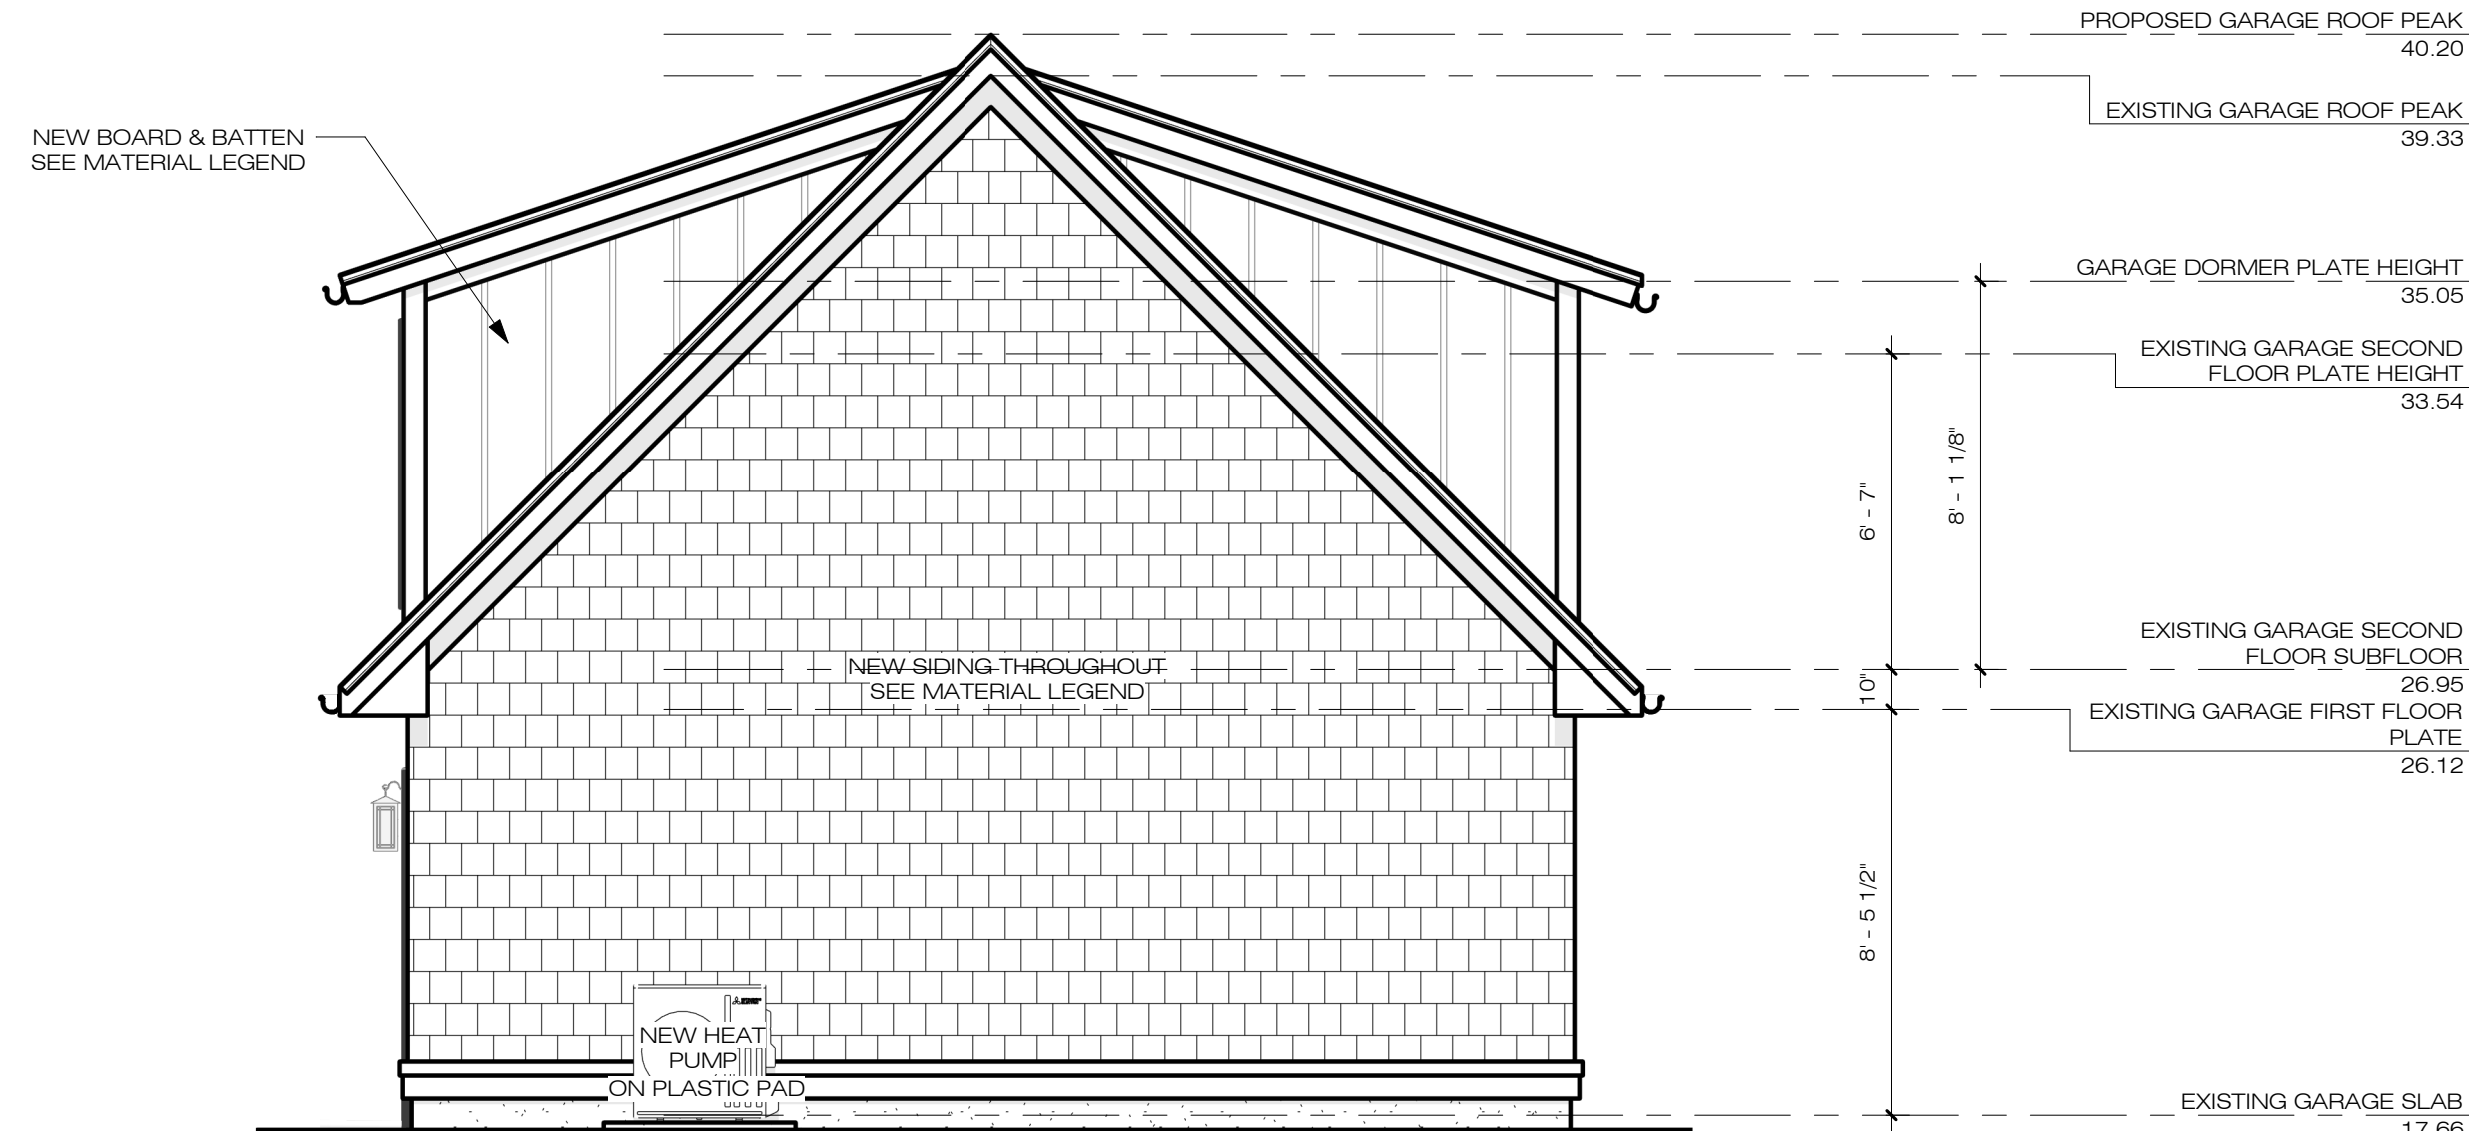 PROPOSED GARAGE ROOF PEAK
40.20
EXISTING GARAGE ROOF PEAK
39.33
NEW BOARD & BATTEN
SEE MATERIAL LEGEND
GARAGE DORMER PLATE HEIGHT
35.05
EXISTING GARAGE SECOND
FLOOR PLATE HEIGHT
33.54
8' - 1 1/8"
6' - 7"
EXISTING GARAGE SECOND
FLOOR SUBFLOOR
26.95
NEW SIDING THROUGHOUT
SEE MATERIAL LEGEND
10"
EXISTING GARAGE FIRST FLOOR
PLATE
26.12
8' - 5 1/2"
NEW HEAT
PUMP
ON PLASTIC PAD
EXISTING GARAGE SLAB
17.66